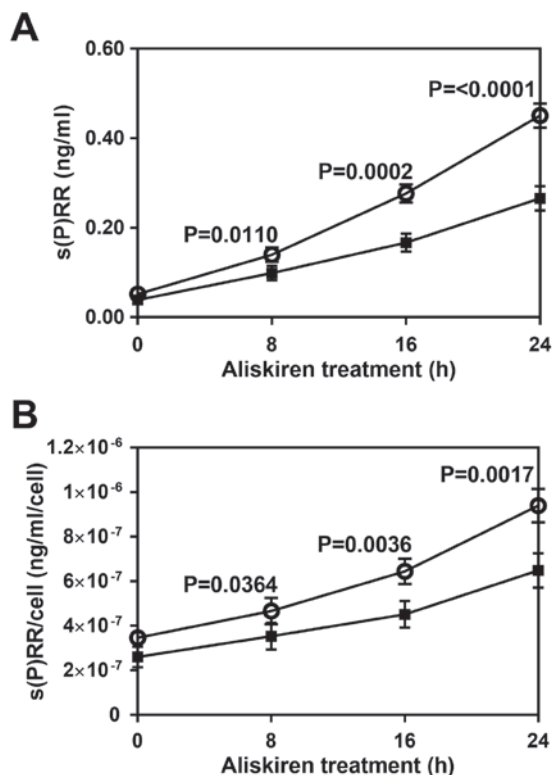 A
s(P)RR (ng/ml)
0.60
0.40
0.20
0.00
P=0.0110
P=0.0002
P=<0.0001
0 8 16 24
Aliskiren treatment (h)
B
s(P)RR/cell (ng/ml/cell)
1.2×10⁻⁶
1×10⁻⁶
8×10⁻⁷
6×10⁻⁷
4×10⁻⁷
2×10⁻⁷
0
P=0.0364
P=0.0036
P=0.0017
0 8 16 24
Aliskiren treatment (h)